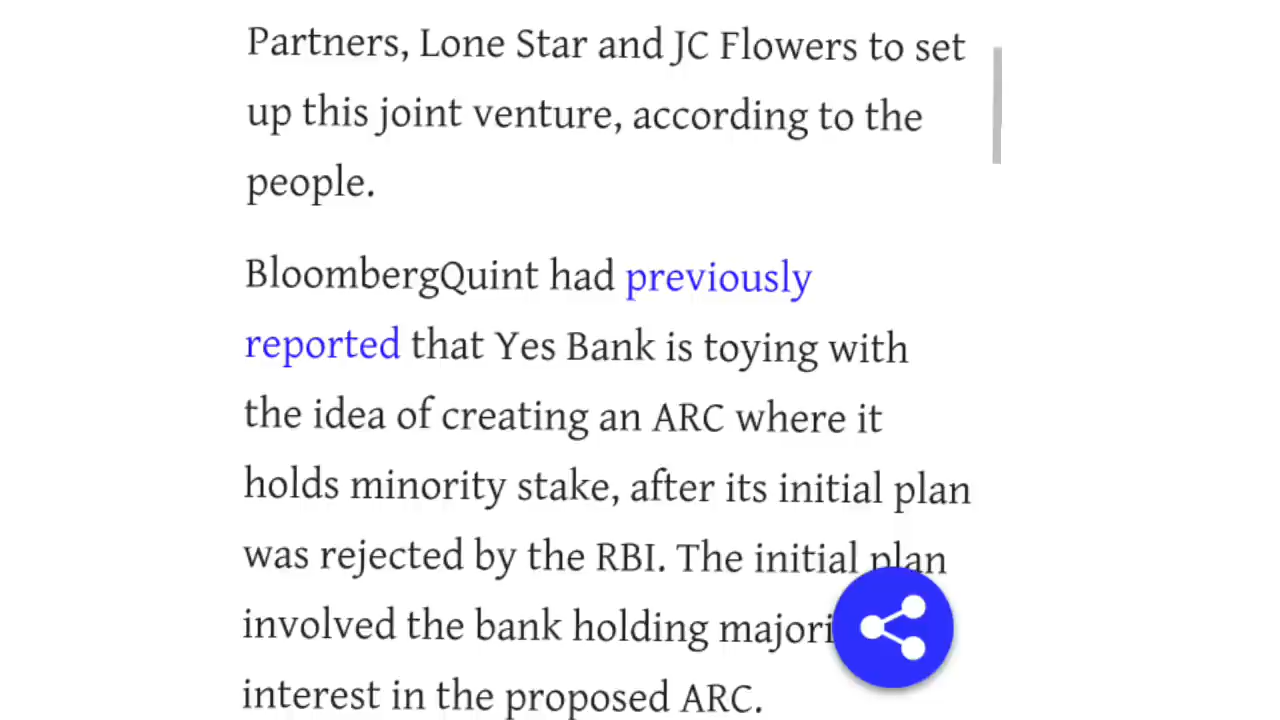 Partners, Lone Star and JC Flowers to set
up this joint venture, according to the
people.
BloombergQuint had previously
reported that Yes Bank is toying with
the idea of creating an ARC where it
holds minority stake, after its initial plan
was rejected by the RBI. The initial plan
involved the bank holding majori
interest in the proposed ARC.